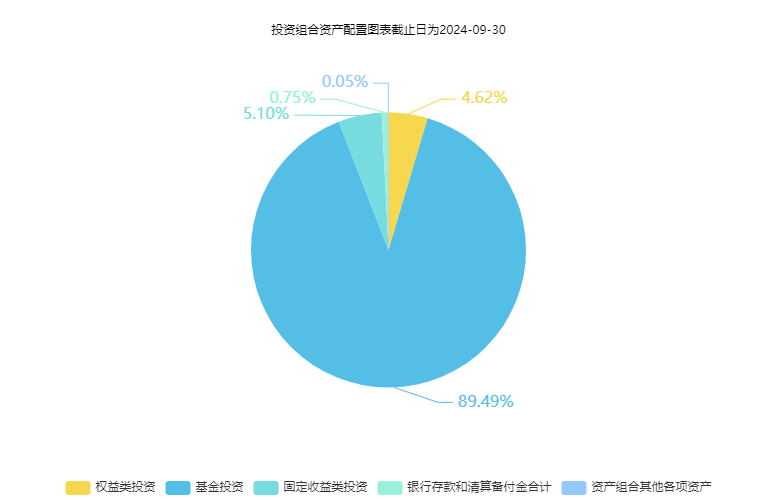 投资组合资产配置图表截止日为2024-09-30
0.05%
0.75%
4.62%
5.10%
89.49%
权益类投资 基金投资 固定收益类投资 银行存款和清算备付金合计 资产组合其他各项资产